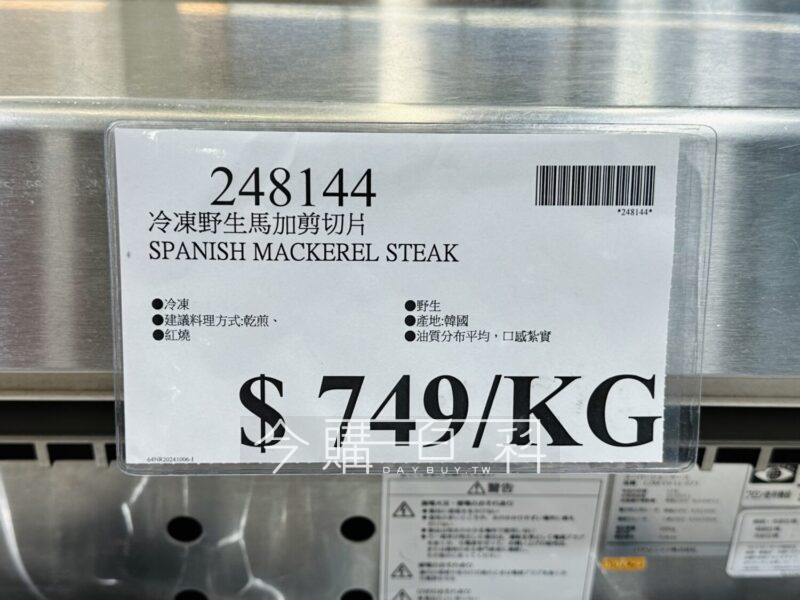 248144
*248144*
冷凍野生馬加剪切片
SPANISH MACKEREL STEAK
●冷凍
●建議料理方式:乾煎、
●紅燒
●野生
●產地:韓國
●油質分布平均，口感紮實
$ 749/KG
今購百科
DAYBUY.TW
64NR20241006-1
警告